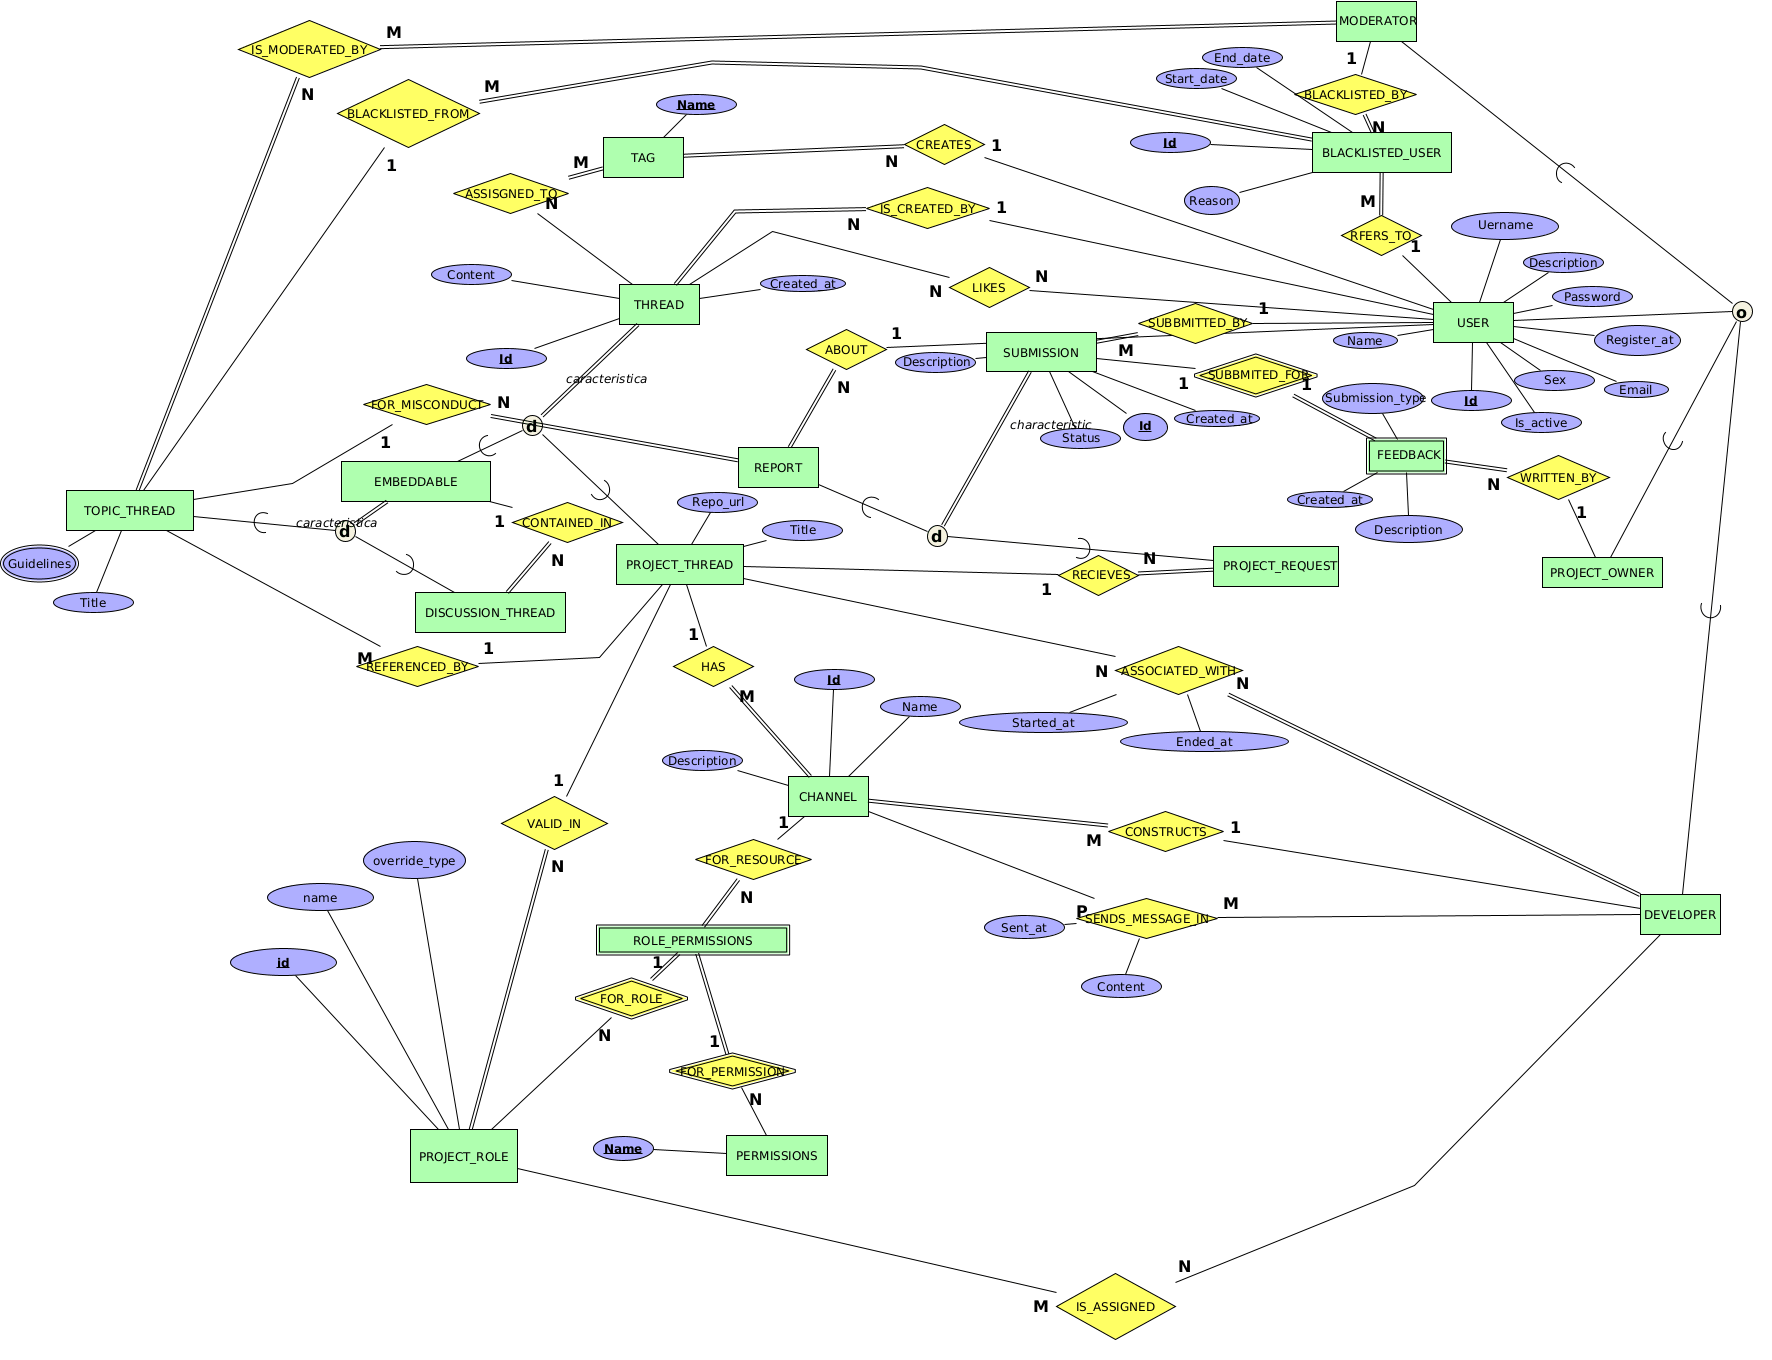 MODERATOR
M
IS_MODERATED_BY
End_date
1
Start_date
M
N
BLACKLISTED_BY
Name
BLACKLISTED_FROM
N
Id
CREATES
1
BLACKLISTED_USER
TAG
M
N
1
ASSISGNED_TO
N
Reason
M
IS_CREATED_BY
1
N
Uername
RFERS_TO
1
Description
Content
Created_at
LIKES
N
N
Password
THREAD
1
SUBBMITTED_BY
USER
Name
Register_at
ABOUT
1
SUBMISSION
M
Description
Id
caracteristica
N
SUBBMITED_FOR
1
1
Sex
Email
Submission_type
Id
FOR_MISCONDUCT
N
Created_at
Is_active
d
characteristic
Id
Status
1
FEEDBACK
REPORT
EMBEDDABLE
WRITTEN_BY
N
Created_at
Repo_url
TOPIC_THREAD
1
caracteristica
CONTAINED_IN
1
Title
Description
d
d
N
N
Guidelines
PROJECT_THREAD
PROJECT_REQUEST
PROJECT_OWNER
RECIEVES
1
Title
DISCUSSION_THREAD
1
1
M
REFERENCED_BY
HAS
ASSOCIATED_WITH
N
N
Id
M
Name
Started_at
Ended_at
Description
1
CHANNEL
VALID_IN
1
CONSTRUCTS
1
M
override_type
FOR_RESOURCE
N
name
N
M
P
SENDS_MESSAGE_IN
DEVELOPER
Sent_at
ROLE_PERMISSIONS
id
1
Content
FOR_ROLE
N
1
FOR_PERMISSION
N
Name
PERMISSIONS
PROJECT_ROLE
N
M
IS_ASSIGNED
o